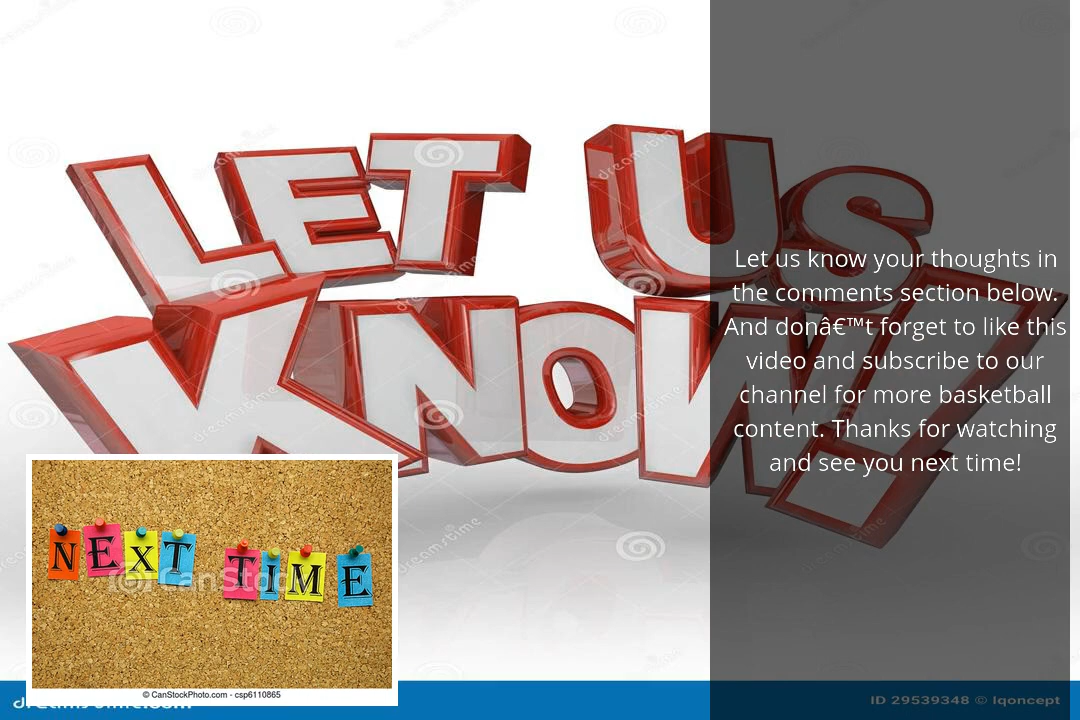 LET US
KNOW!
Let us know your thoughts in
the comments section below.
And donâ€™t forget to like this
video and subscribe to our
channel for more basketball
content. Thanks for watching
and see you next time!
NEXT TIME
CanStock
© CanStockPhoto.com - csp6110865
ID 29539348 © Iqoncept
dreamstime